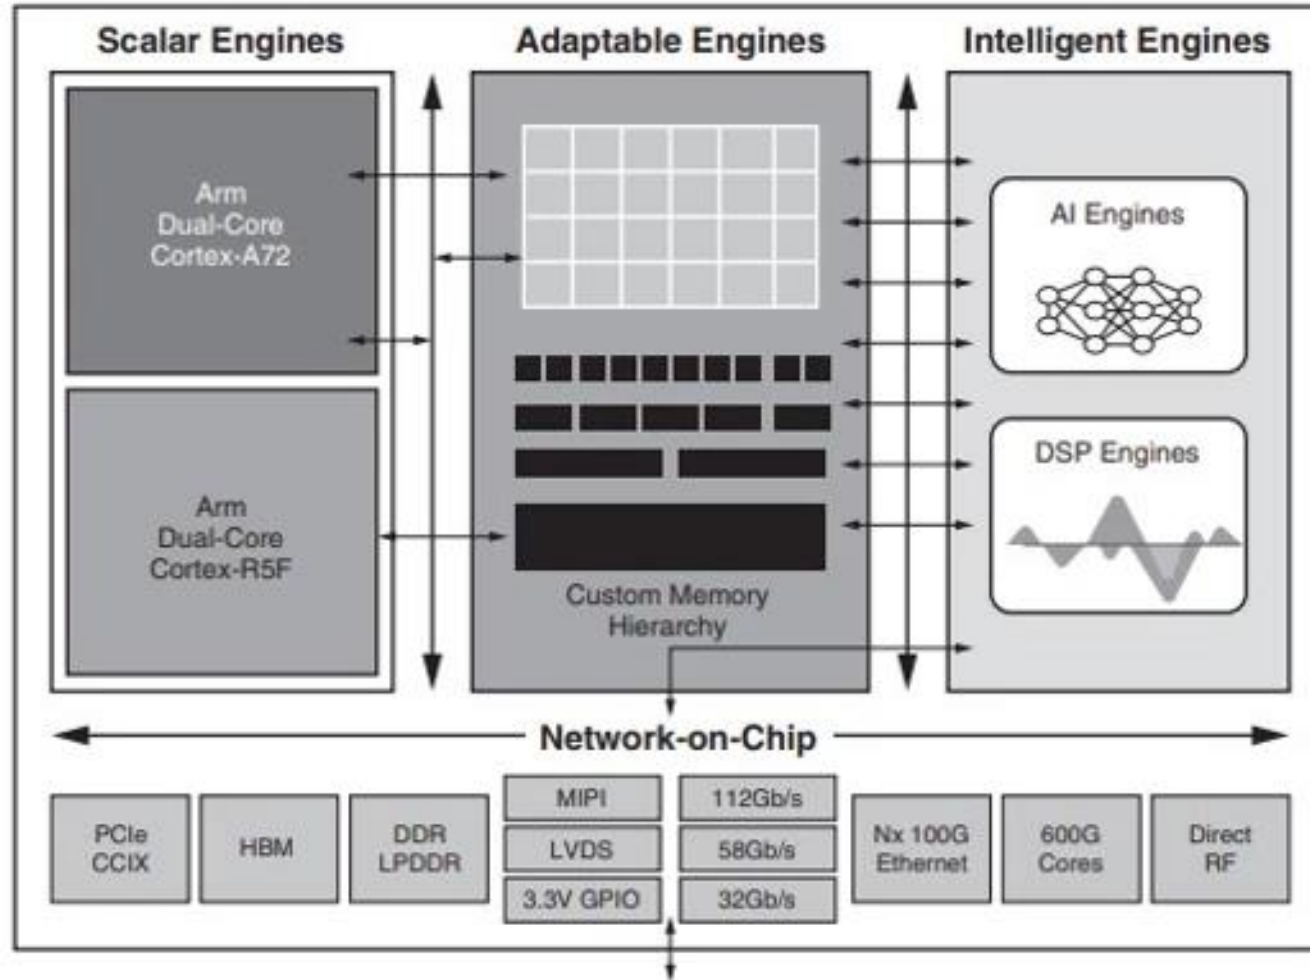 Scalar Engines
Adaptable Engines
Intelligent Engines
Arm
Dual-Core
Cortex-A72
Arm
Dual-Core
Cortex-R5F
Custom Memory
Hierarchy
AI Engines
DSP Engines
Network-on-Chip
PCIe
CCIX
HBM
DDR
LPDDR
MIPI
LVDS
3.3V GPIO
112Gb/s
58Gb/s
32Gb/s
Nx 100G
Ethernet
600G
Cores
Direct
RF